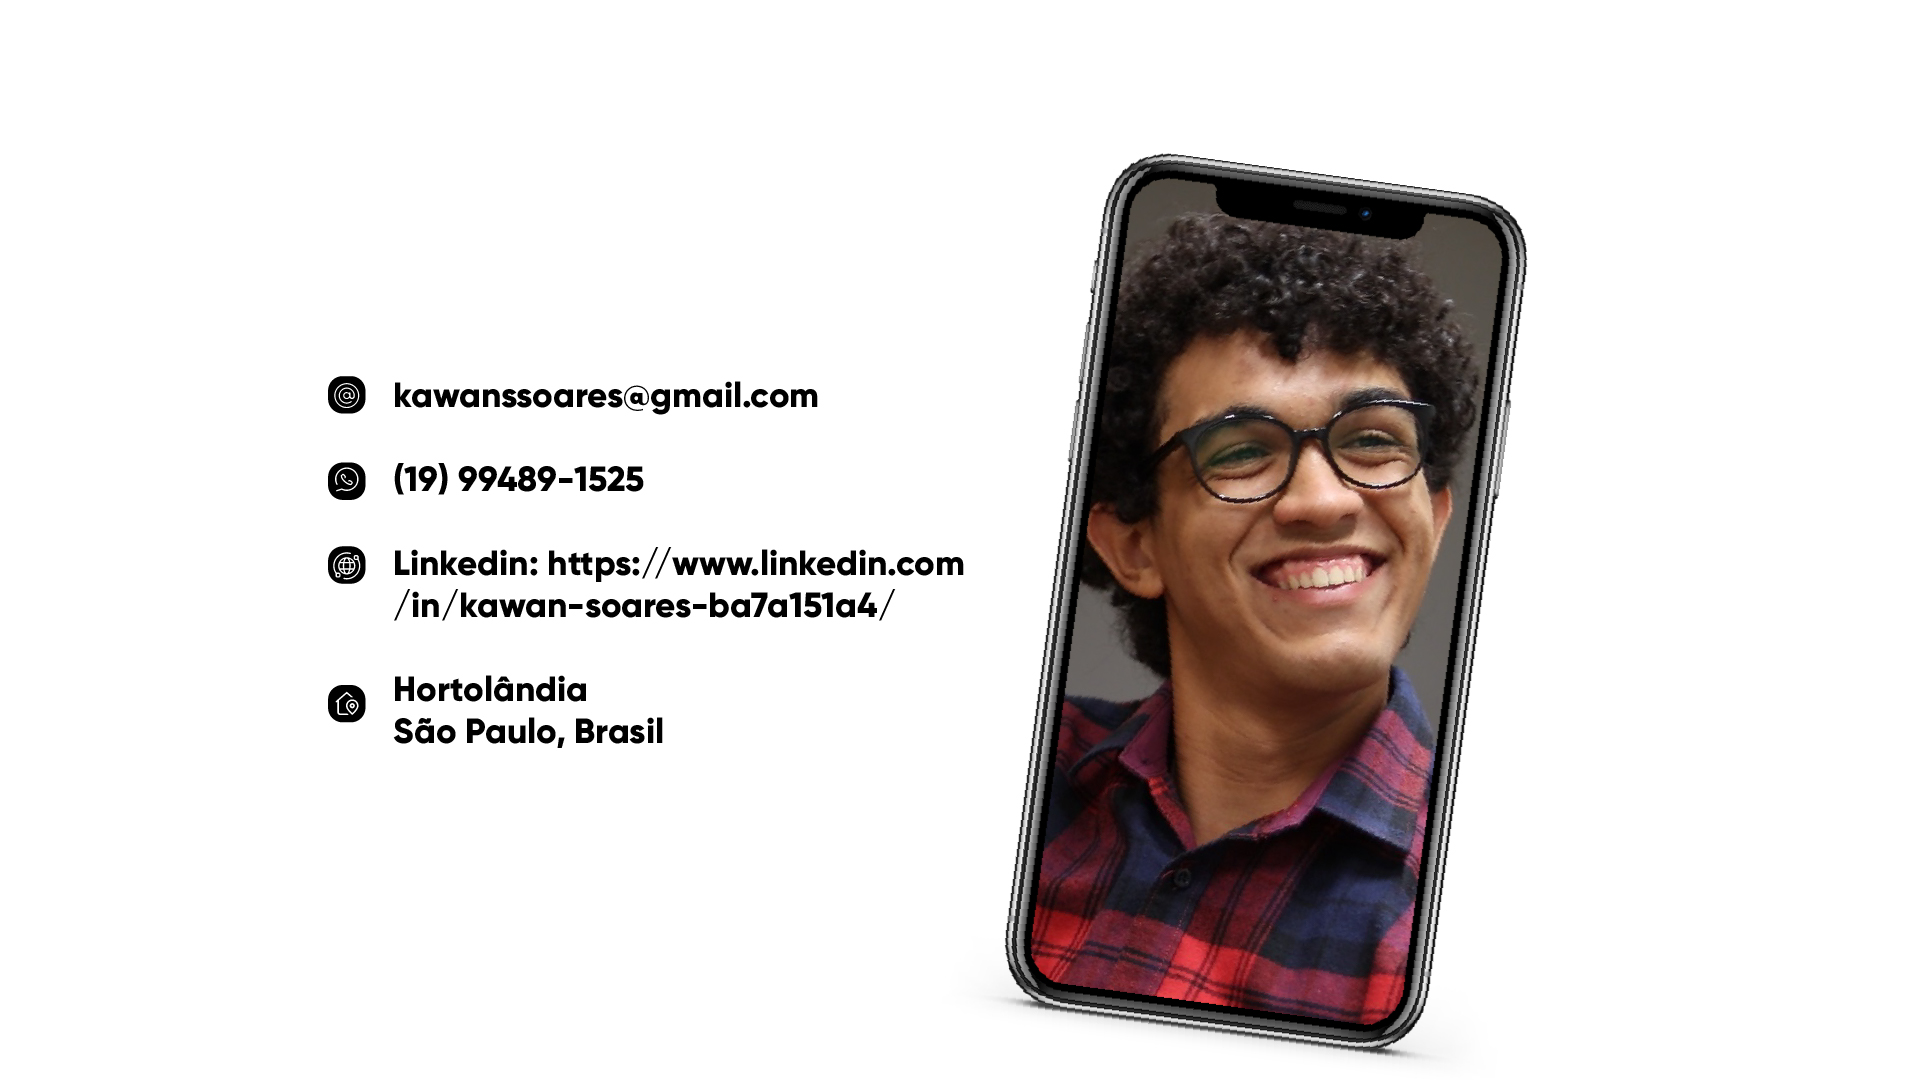 kawanssoares@gmail.com
(19) 99489-1525
Linkedin: https://www.linkedin.com
/in/kawan-soares-ba7a151a4/
Hortolândia
São Paulo, Brasil